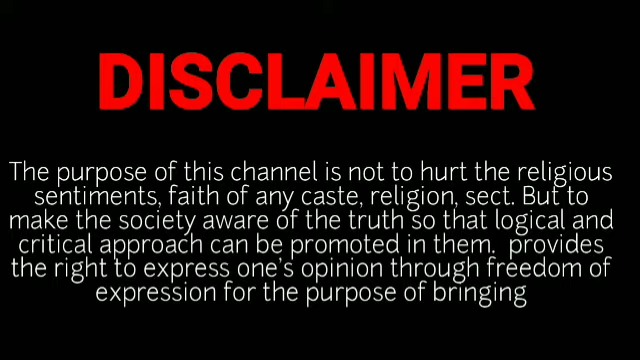 DISCLAIMER
The purpose of this channel is not to hurt the religious
sentiments, faith of any caste, religion, sect. But to
make the society aware of the truth so that logical and
critical approach can be promoted in them.  provides
the right to express one's opinion through freedom of
expression for the purpose of bringing